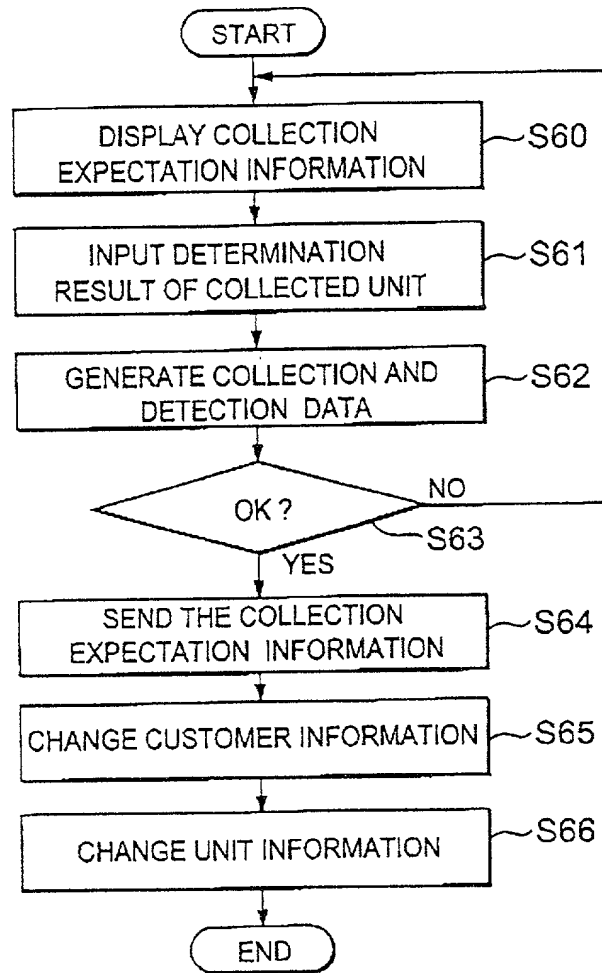 START
DISPLAY COLLECTION
EXPECTATION INFORMATION
S60
INPUT DETERMINATION
RESULT OF COLLECTED UNIT
S61
GENERATE COLLECTION AND
DETECTION DATA
S62
OK ?
NO
S63
YES
SEND THE COLLECTION
EXPECTATION INFORMATION
S64
CHANGE CUSTOMER INFORMATION
S65
CHANGE UNIT INFORMATION
S66
END